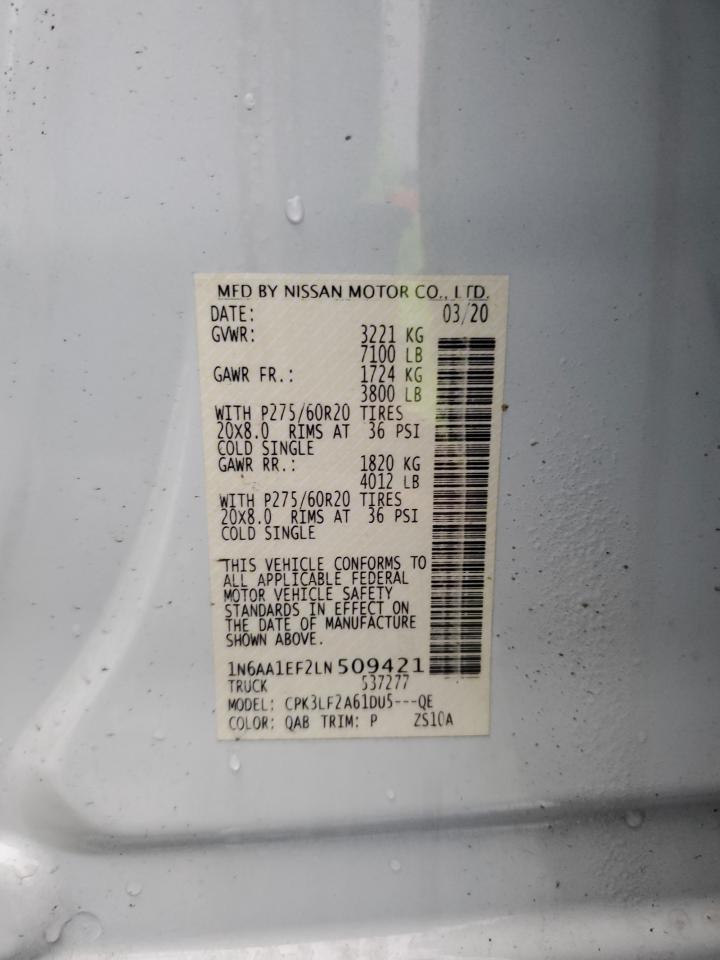 MFD BY NISSAN MOTOR CO., LTD.
DATE: 03/20
GVWR: 3221 KG
7100 LB
GAWR FR.: 1724 KG
3800 LB
WITH P275/60R20 TIRES
20X8.0 RIMS AT 36 PSI
COLD SINGLE
GAWR RR.: 1820 KG
4012 LB
WITH P275/60R20 TIRES
20X8.0 RIMS AT 36 PSI
COLD SINGLE
THIS VEHICLE CONFORMS TO
ALL APPLICABLE FEDERAL
MOTOR VEHICLE SAFETY
STANDARDS IN EFFECT ON
THE DATE OF MANUFACTURE
SHOWN ABOVE.
1N6AA1EF2LN 509421
TRUCK 537277
MODEL: CPK3LF2A61DU5---QE
COLOR: QAB TRIM: P ZS10A